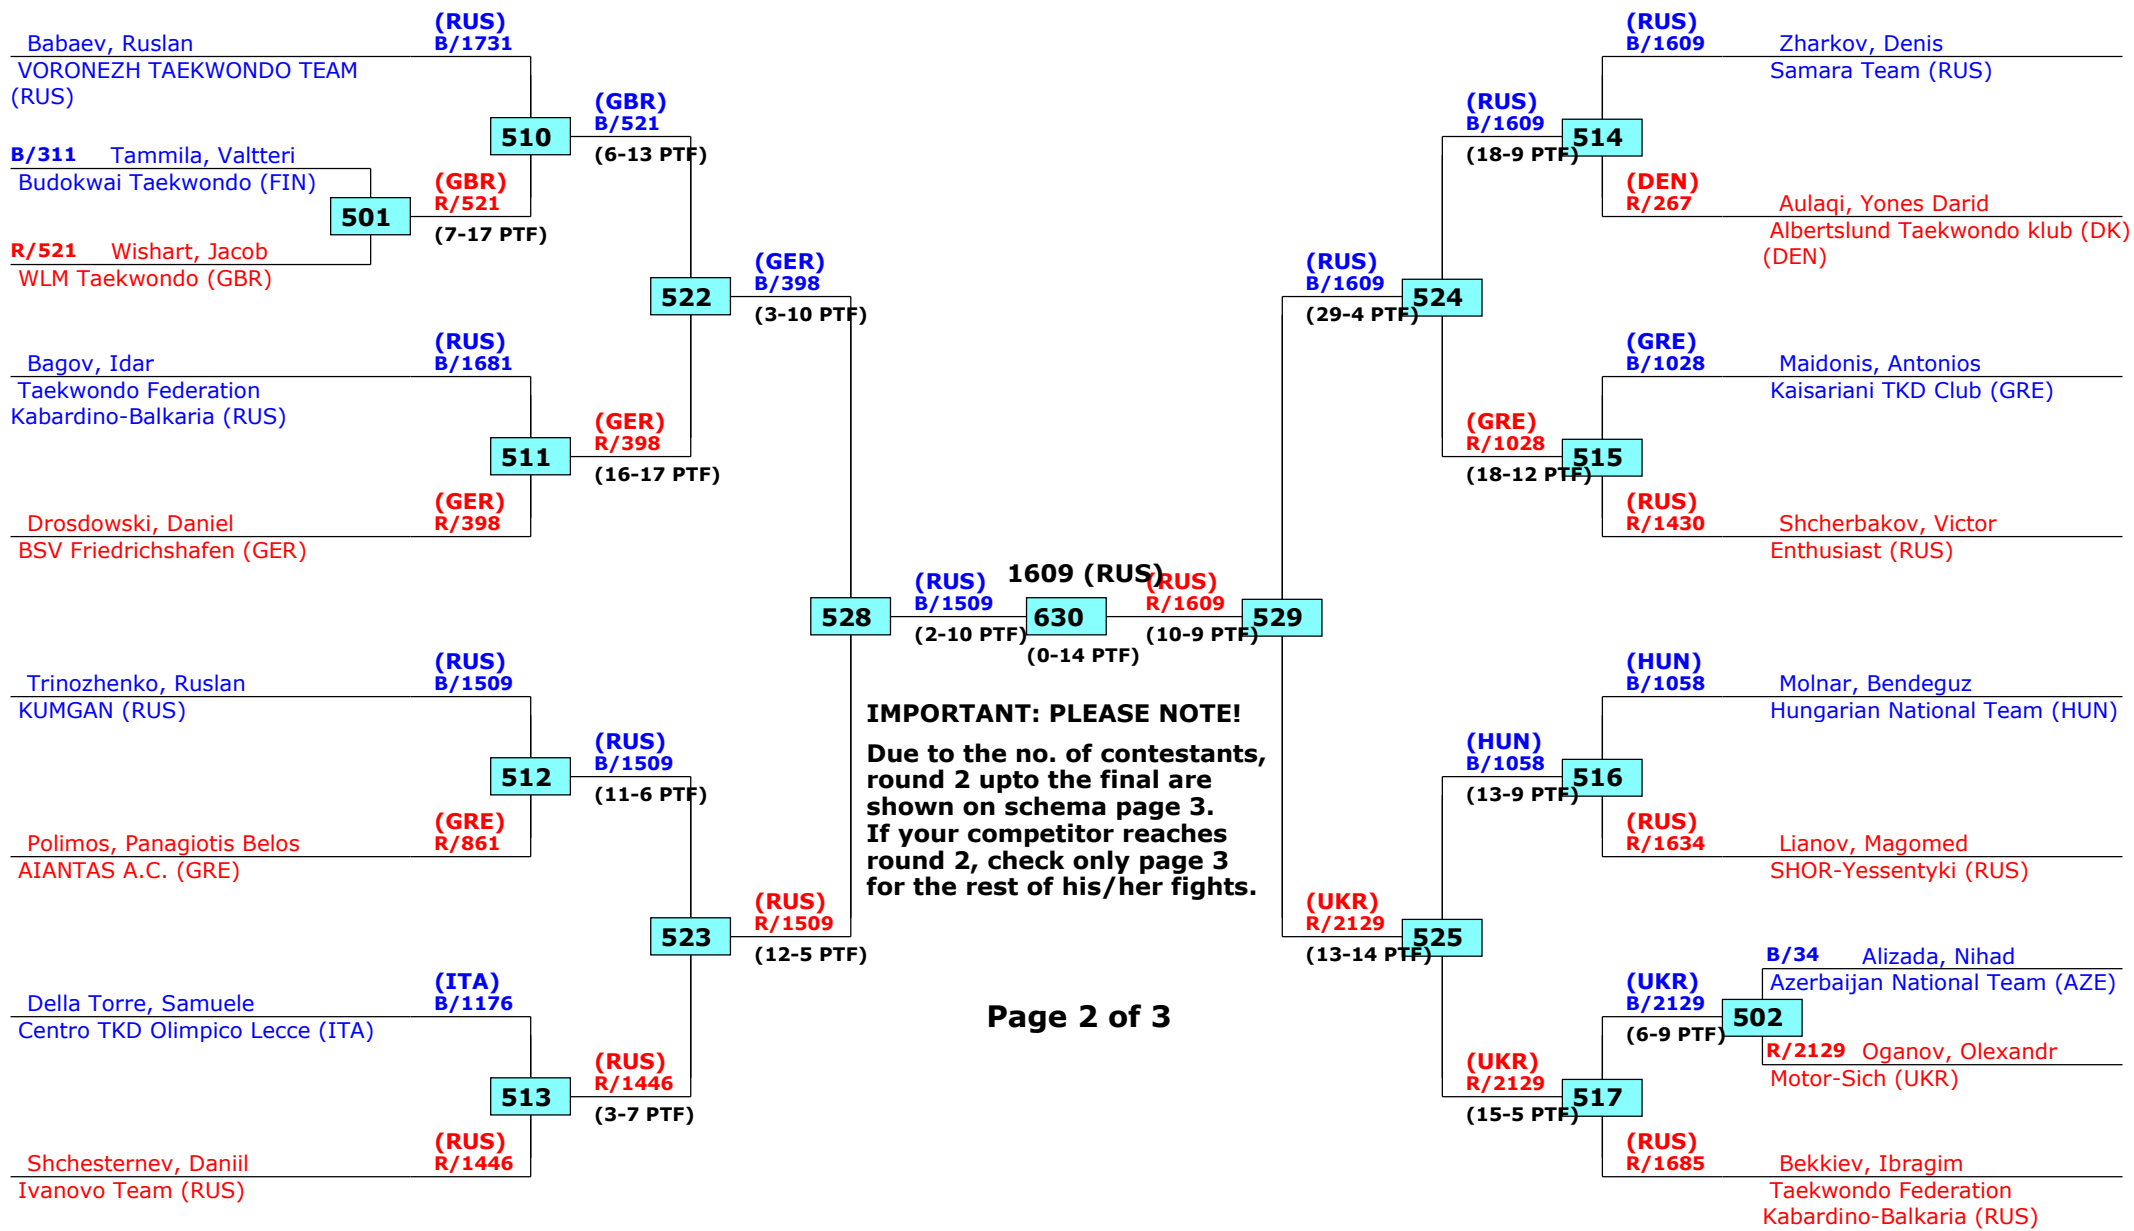 (RUS)
B/1731
Babaev, Ruslan
VORONEZH TAEKWONDO TEAM
(RUS)
510
(GBR)
B/521
(6-13 PTF)
B/311 Tammila, Valtteri
Budokwai Taekwondo (FIN)
501
(GBR)
R/521
(7-17 PTF)
R/521 Wishart, Jacob
WLM Taekwondo (GBR)
522
(GER)
B/398
(3-10 PTF)
(RUS)
B/1681
Bagov, Idar
Taekwondo Federation
Kabardino-Balkaria (RUS)
511
(GER)
R/398
(16-17 PTF)
(GER)
R/398
Drosdowski, Daniel
BSV Friedrichshafen (GER)
528
(RUS)
B/1509
(2-10 PTF)
1609 (RUS)
630
(0-14 PTF)
(RUS)
R/1609
(10-9 PTF)
529
(RUS)
B/1509
Trinozhenko, Ruslan
KUMGAN (RUS)
512
(RUS)
B/1509
(11-6 PTF)
(GRE)
R/861
Polimos, Panagiotis Belos
AIANTAS A.C. (GRE)
523
(RUS)
R/1509
(12-5 PTF)
(ITA)
B/1176
Della Torre, Samuele
Centro TKD Olimpico Lecce (ITA)
513
(RUS)
R/1446
(3-7 PTF)
(RUS)
R/1446
Shchesternev, Daniil
Ivanovo Team (RUS)
IMPORTANT: PLEASE NOTE!
Due to the no. of contestants,
round 2 upto the final are
shown on schema page 3.
If your competitor reaches
round 2, check only page 3
for the rest of his/her fights.
Page 2 of 3
(RUS)
B/1609
Zharkov, Denis
Samara Team (RUS)
(RUS)
B/1609
(18-9 PTF)
514
(DEN)
R/267
Aulaqi, Yones Darid
Albertslund Taekwondo klub (DK)
(DEN)
(RUS)
B/1609
(29-4 PTF)
524
(GRE)
B/1028
Maidonis, Antonios
Kaisariani TKD Club (GRE)
(GRE)
R/1028
(18-12 PTF)
515
(RUS)
R/1430
Shcherbakov, Victor
Enthusiast (RUS)
(HUN)
B/1058
Molnar, Bendeguz
Hungarian National Team (HUN)
(HUN)
B/1058
(13-9 PTF)
516
(RUS)
R/1634
Lianov, Magomed
SHOR-Yessentyki (RUS)
(UKR)
R/2129
(13-14 PTF)
525
B/34 Alizada, Nihad
Azerbaijan National Team (AZE)
(UKR)
B/2129
(6-9 PTF)
502
R/2129 Oganov, Olexandr
Motor-Sich (UKR)
(UKR)
R/2129
(15-5 PTF)
517
(RUS)
R/1685
Bekkiev, Ibragim
Taekwondo Federation
Kabardino-Balkaria (RUS)